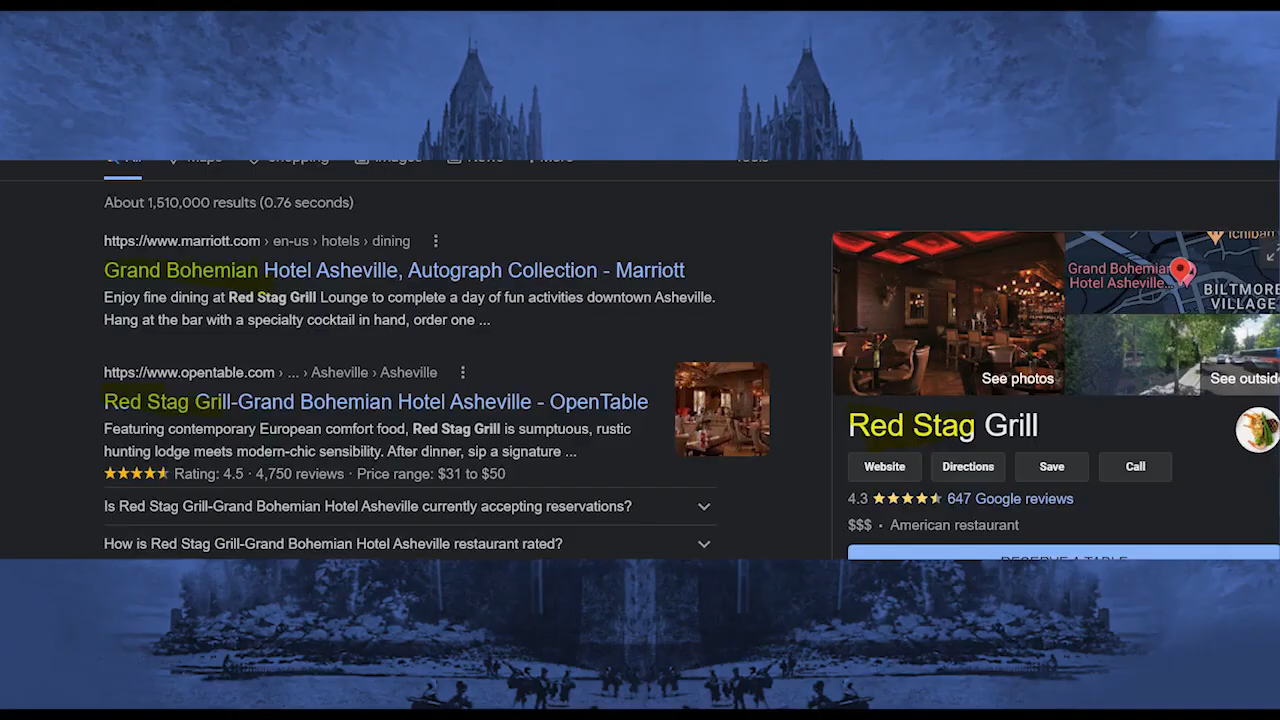 About 1,510,000 results (0.76 seconds)
https://www.marriott.com › en-us › hotels › dining
Grand Bohemian Hotel Asheville, Autograph Collection - Marriott
Enjoy fine dining at Red Stag Grill Lounge to complete a day of fun activities downtown Asheville.
Hang at the bar with a specialty cocktail in hand, order one ...
https://www.opentable.com › ... › Asheville › Asheville
Red Stag Grill-Grand Bohemian Hotel Asheville - OpenTable
Featuring contemporary European comfort food, Red Stag Grill is sumptuous, rustic
hunting lodge meets modern-chic sensibility. After dinner, sip a signature ...
Rating: 4.5 · 4,750 reviews · Price range: $31 to $50
Is Red Stag Grill-Grand Bohemian Hotel Asheville currently accepting reservations?
How is Red Stag Grill-Grand Bohemian Hotel Asheville restaurant rated?
Ichiban
Grand Bohemian
Hotel Asheville...
BILTMORE
VILLAGE
See photos
See outsid
Red Stag Grill
Website Directions Save Call
4.3 647 Google reviews
$$$ · American restaurant
RESERVE A TABLE